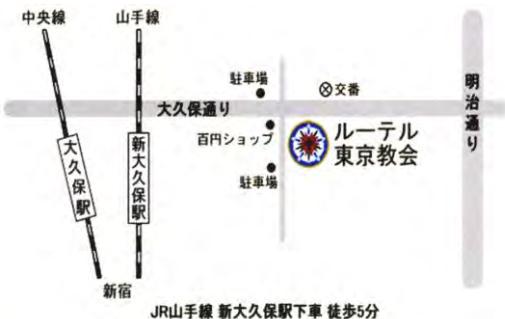 中央線
山手線
駐車場
交番
明治通り
大久保通り
百円ショップ
ルーテル
東京教会
大久保駅
新大久保駅
駐車場
新宿
JR山手線 新大久保駅下車 徒歩5分